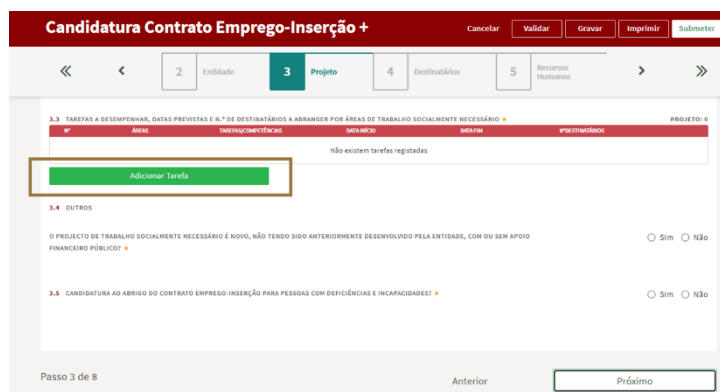 Candidatura Contrato Emprego-Inserção +
Cancelar Validar Gravar Imprimir Submeter
2 Entidade 3 Projeto 4 Destinatários 5 Recursos Humanos
3.3 TAREFAS A DESEMPENHAR, DATAS PREVISTAS E N.º DE DESTINATÁRIOS A ABRANGER POR ÁREAS DE TRABALHO SOCIALMENTE NECESSÁRIO ★ PROJETO: 0
Nº ÁREAS TAREFAS/COMPETÊNCIAS DATA INÍCIO DATA FIM NºDESTINATÁRIOS
Não existem tarefas registadas
Adicionar Tarefa
3.4 OUTROS
O PROJECTO DE TRABALHO SOCIALMENTE NECESSÁRIO É NOVO, NÃO TENDO SIDO ANTERIORMENTE DESENVOLVIDO PELA ENTIDADE, COM OU SEM APOIO
FINANCEIRO PÚBLICO? ★ Sim Não
3.5 CANDIDATURA AO ABRIGO DO CONTRATO EMPREGO-INSERÇÃO PARA PESSOAS COM DEFICIÊNCIAS E INCAPACIDADES? ★ Sim Não
Passo 3 de 8 Anterior Próximo